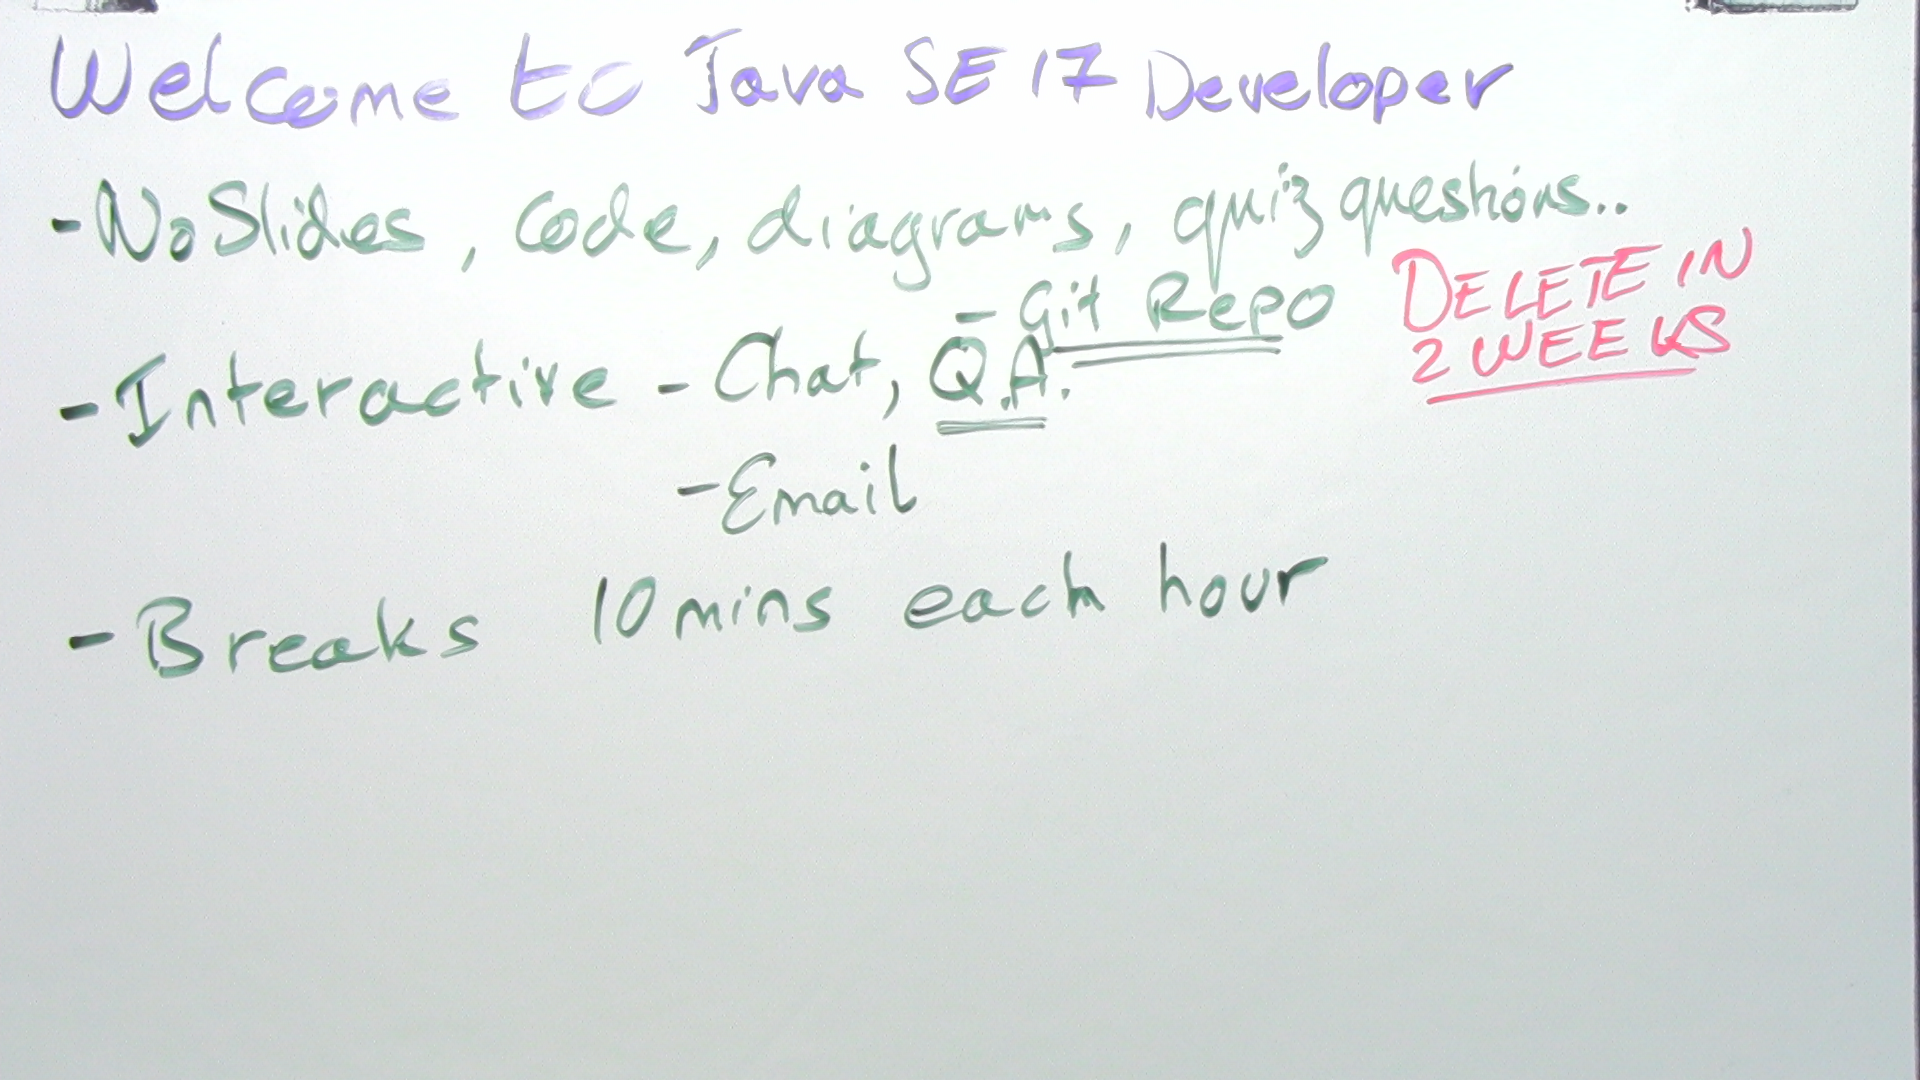 Welcome to Java SE 17 Developer
- No Slides, code, diagrams, quiz questions..
- Git Repo
DELETE IN
2 WEEKS
- Interactive - Chat, Q.A.
- Email
- Breaks 10 mins each hour